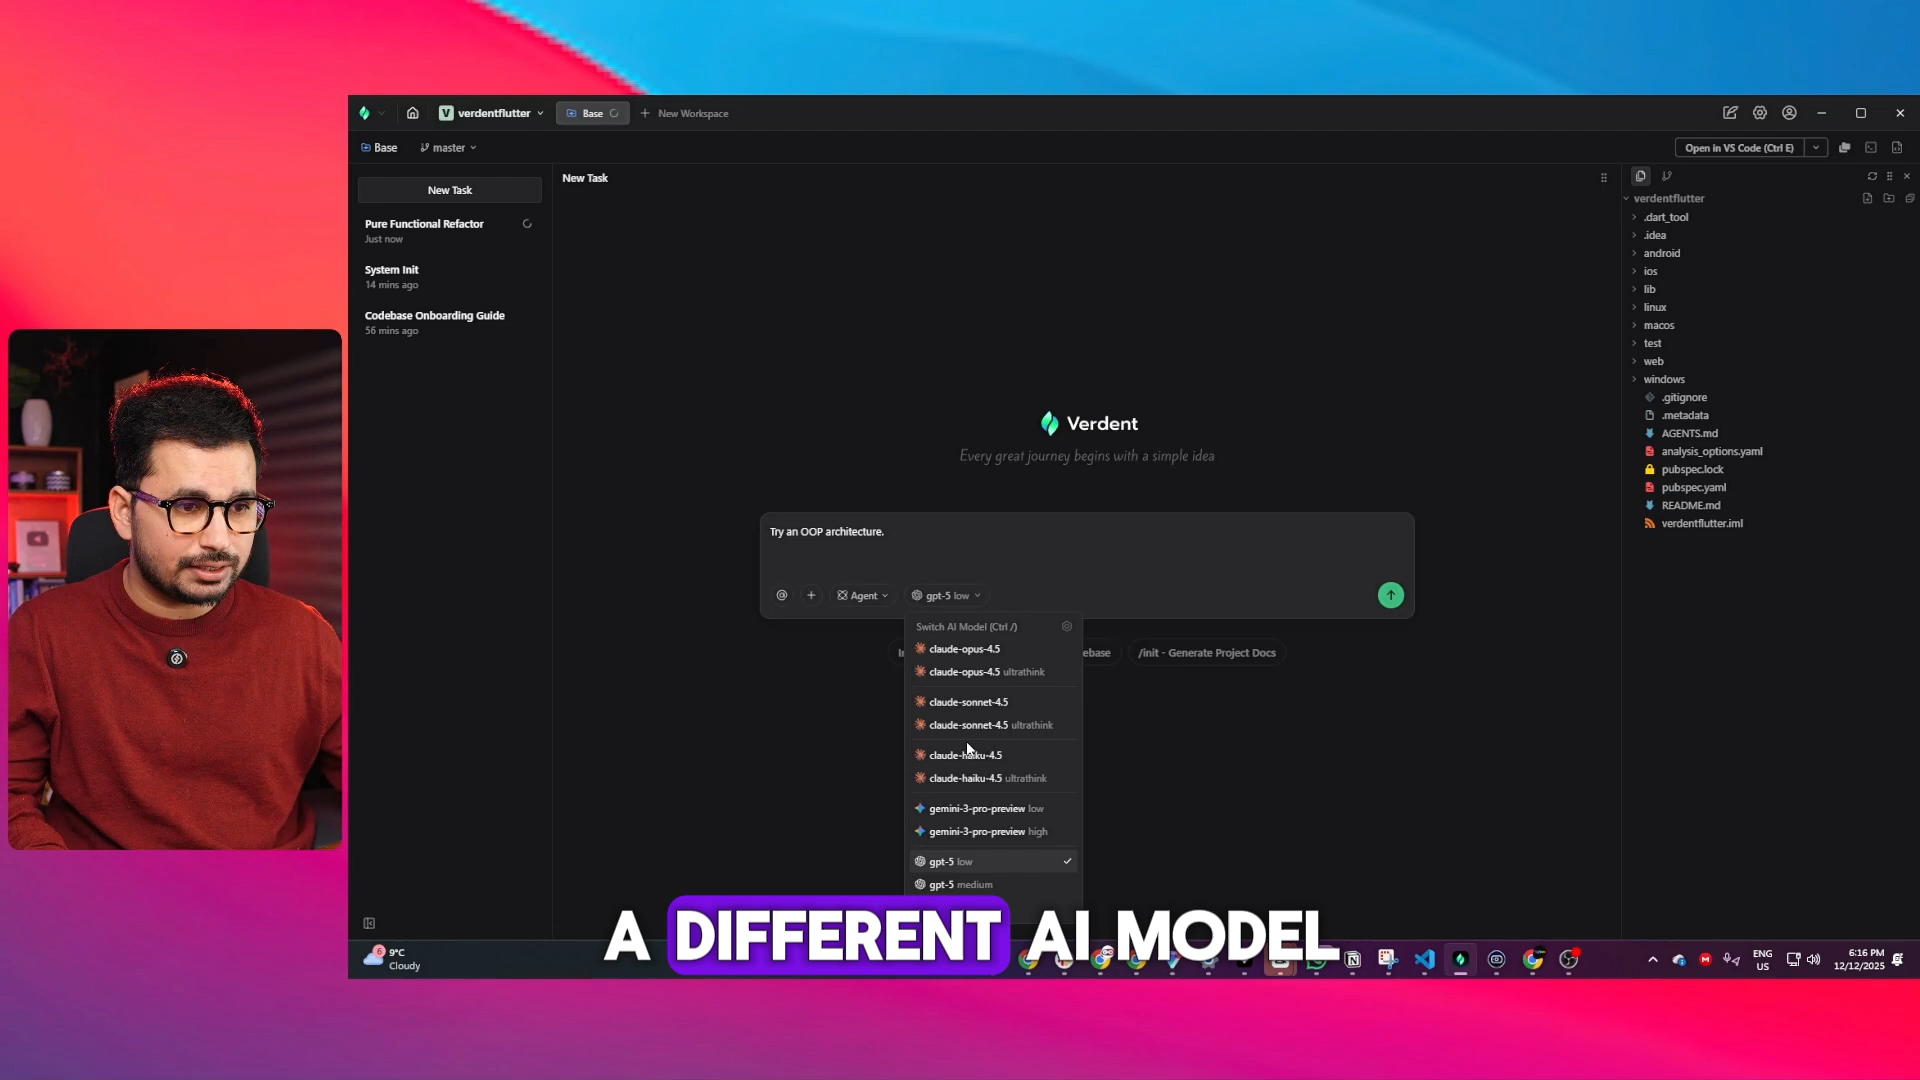 V verdentflutter
Base
New Workspace
Base
master
Open in VS Code (Ctrl E)
New Task
Pure Functional Refactor
Just now
System Init
14 mins ago
Codebase Onboarding Guide
56 mins ago
New Task
Verdent
Every great journey begins with a simple idea
Try an OOP architecture.
Agent
gpt-5 low
Switch AI Model (Ctrl /)
claude-opus-4.5
claude-opus-4.5 ultrathink
claude-sonnet-4.5
claude-sonnet-4.5 ultrathink
claude-haiku-4.5
claude-haiku-4.5 ultrathink
gemini-3-pro-preview low
gemini-3-pro-preview high
gpt-5 low
gpt-5 medium
/init - Generate Project Docs
verdentflutter
.dart_tool
.idea
android
ios
lib
linux
macos
test
web
windows
.gitignore
.metadata
AGENTS.md
analysis_options.yaml
pubspec.lock
pubspec.yaml
README.md
verdentflutter.iml
A DIFFERENT AI MODEL
6
9°C
Cloudy
ENG
US
6:16 PM
12/12/2025